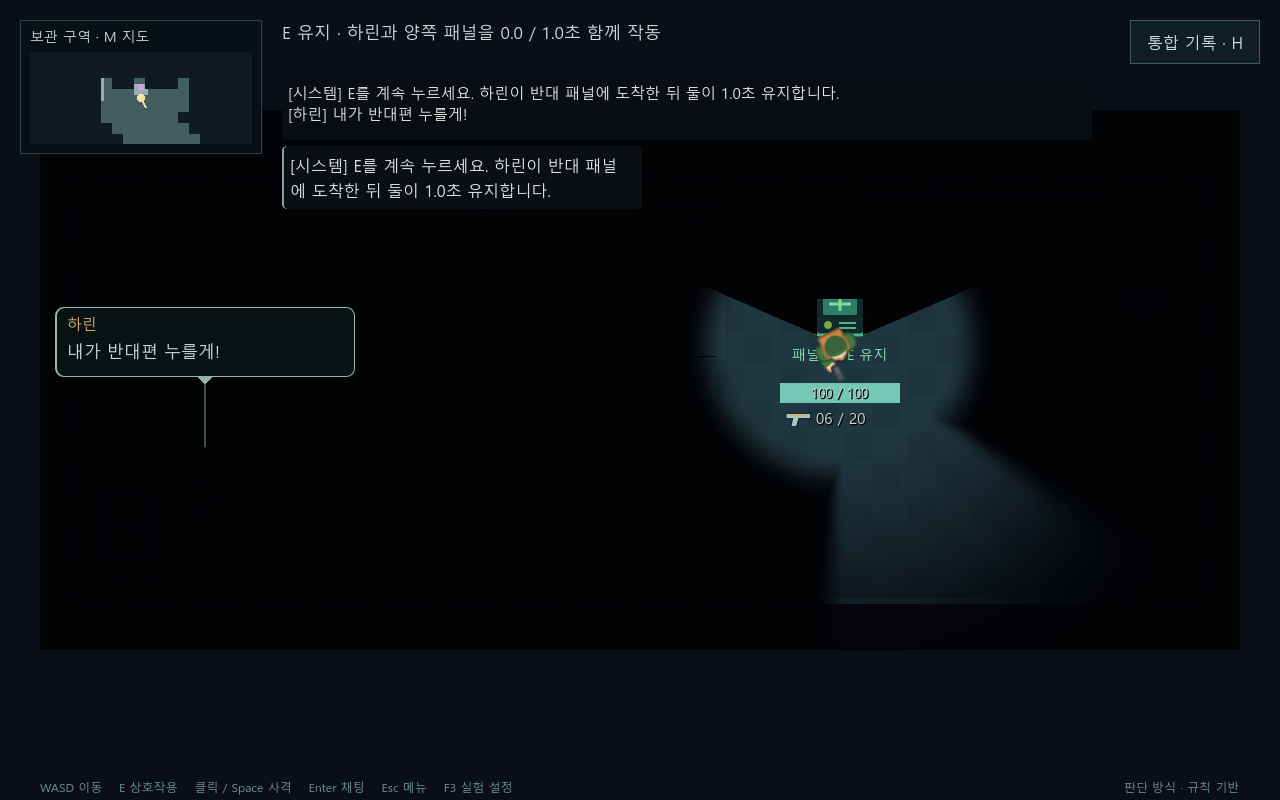 보관 구역 · M 지도
E 유지 · 하린과 양쪽 패널을 0.0 / 1.0초 함께 작동
통합 기록 · H
[시스템] E를 계속 누르세요. 하린이 반대 패널에 도착한 뒤 둘이 1.0초 유지합니다.
[하린] 내가 반대편 누를게!
[시스템] E를 계속 누르세요. 하린이 반대 패널
에 도착한 뒤 둘이 1.0초 유지합니다.
하린
내가 반대편 누를게!
E 유지
100 / 100
06 / 20
WASD 이동 E 상호작용 클릭 / Space 사격 Enter 채팅 Esc 메뉴 F3 실험 설정
판단 방식 · 규칙 기반